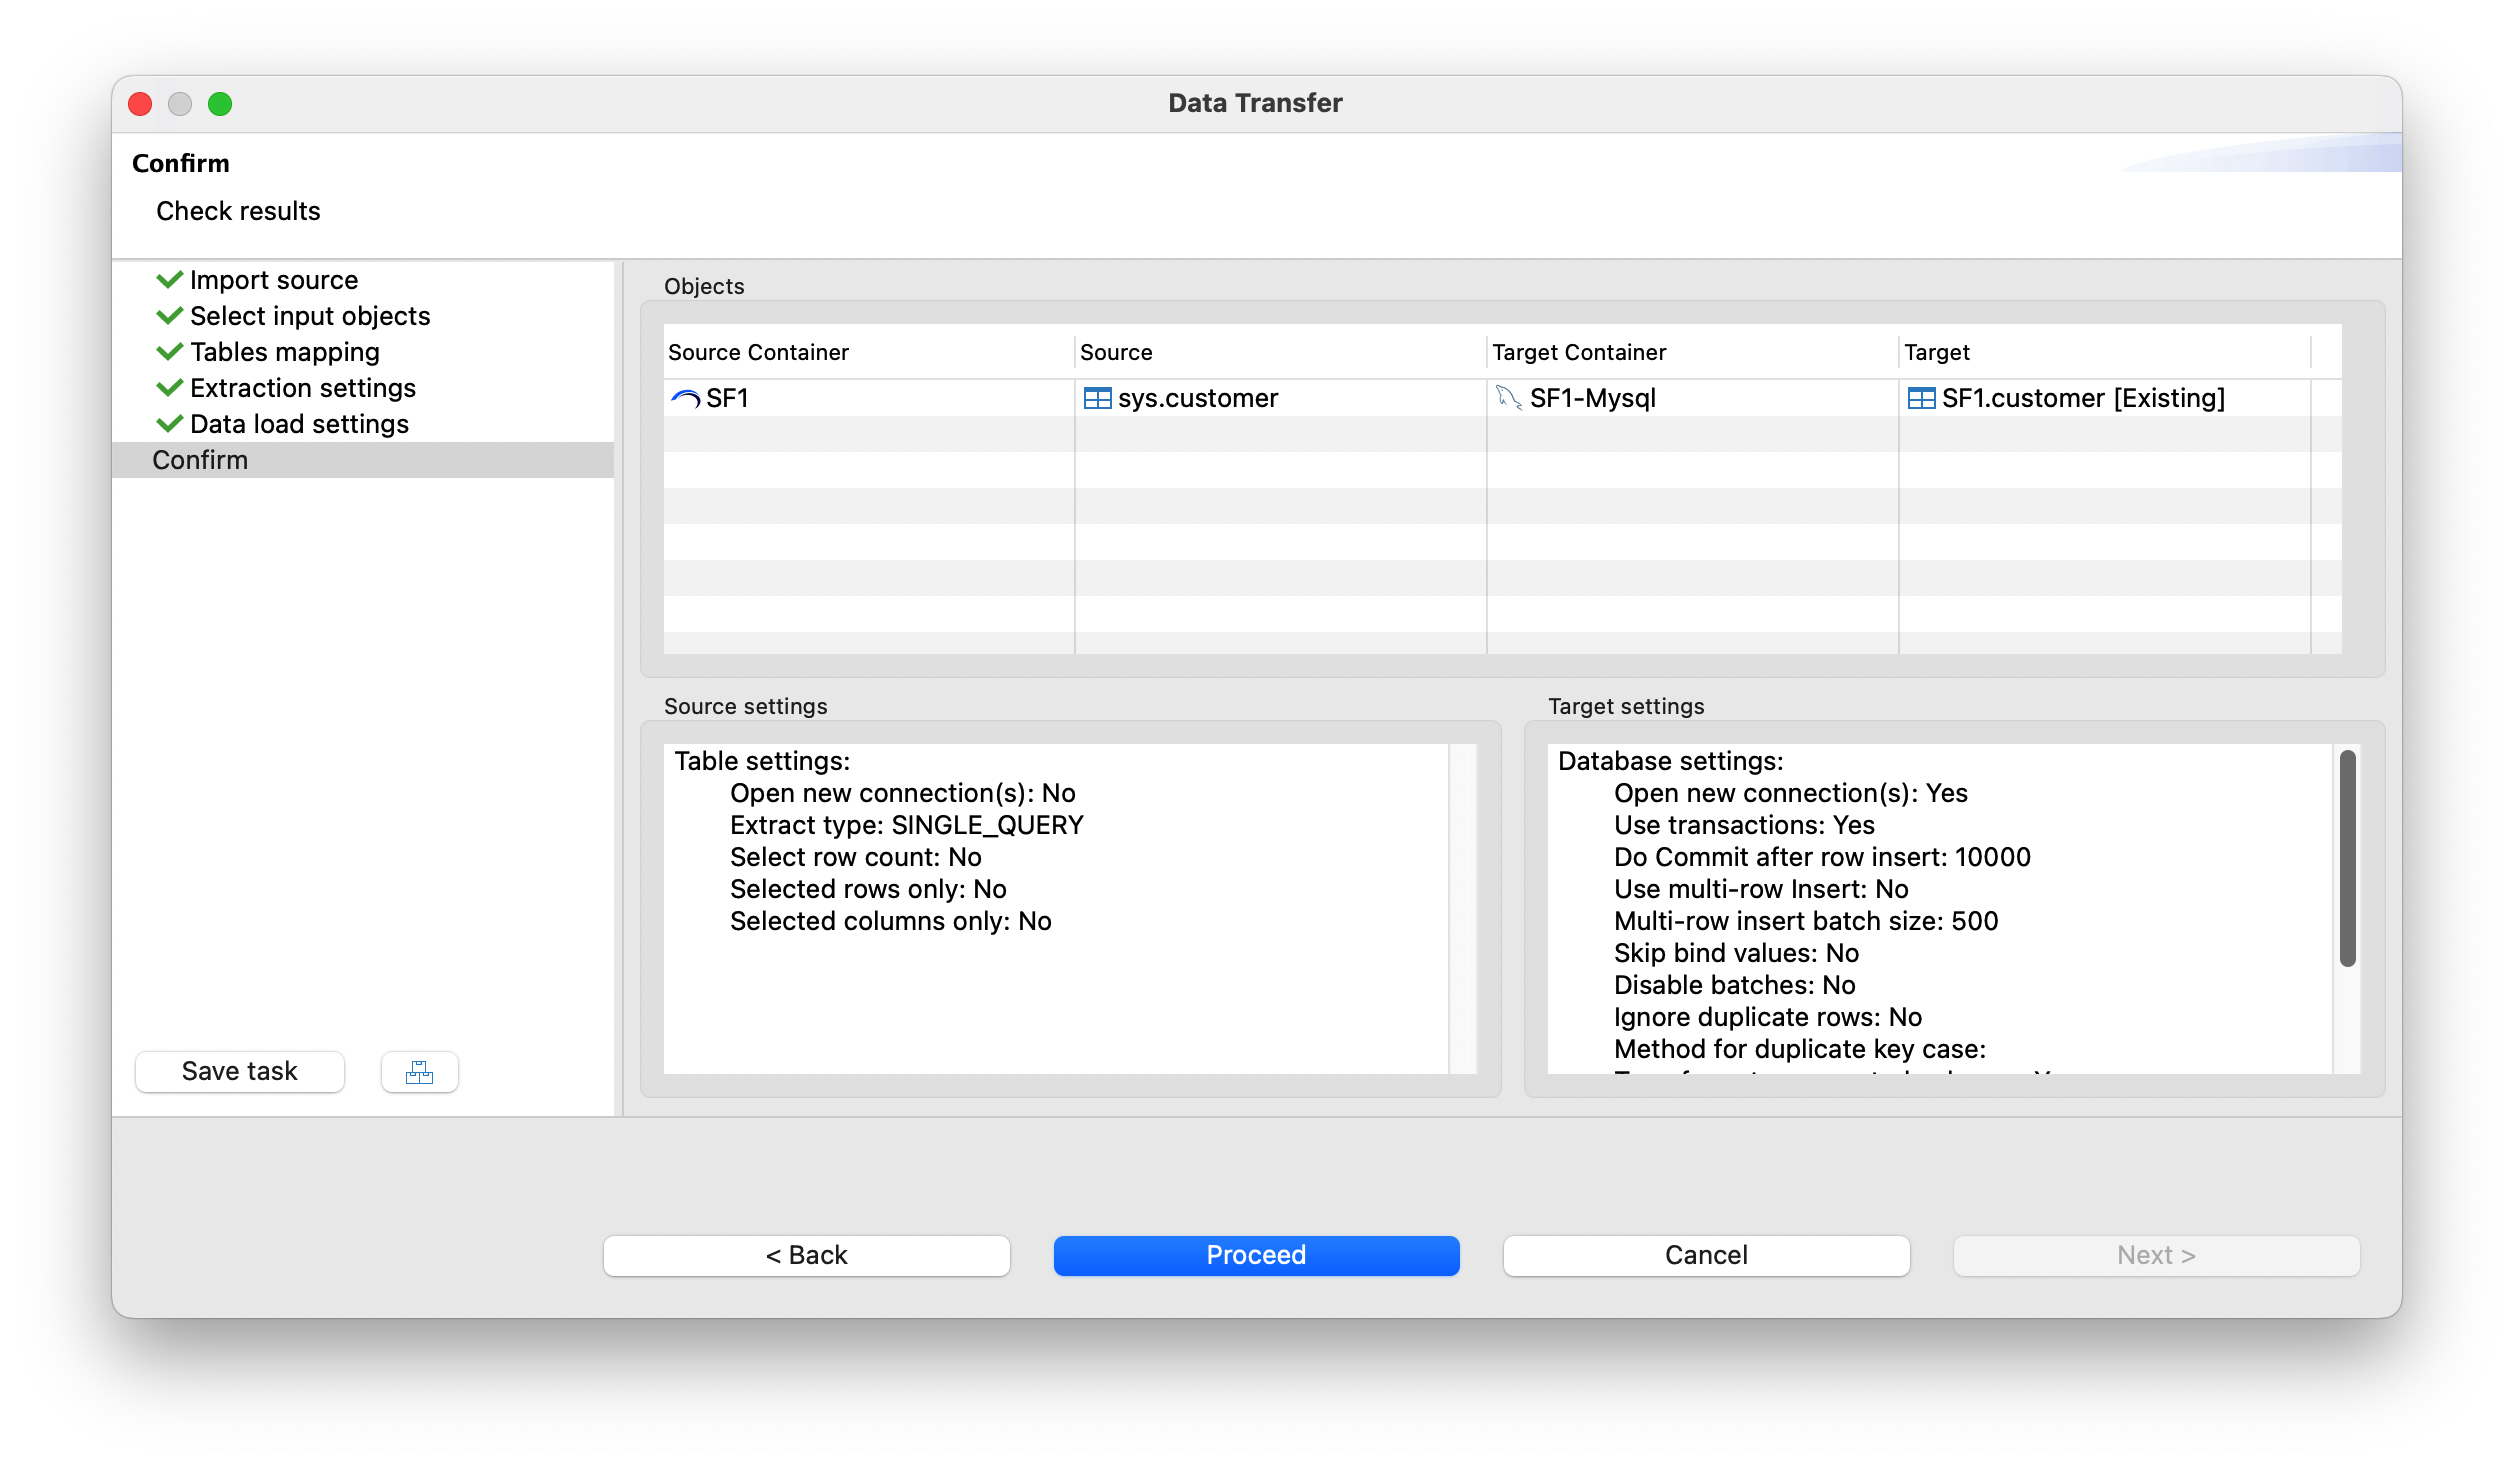 Data Transfer
Confirm
Check results
Import source
Select input objects
Tables mapping
Extraction settings
Data load settings
Confirm
Save task
Objects
Source Container Source Target Container Target
SF1 sys.customer SF1-Mysql SF1.customer [Existing]
Source settings
Table settings:
Open new connection(s): No
Extract type: SINGLE_QUERY
Select row count: No
Selected rows only: No
Selected columns only: No
Target settings
Database settings:
Open new connection(s): Yes
Use transactions: Yes
Do Commit after row insert: 10000
Use multi-row Insert: No
Multi-row insert batch size: 500
Skip bind values: No
Disable batches: No
Ignore duplicate rows: No
Method for duplicate key case:
< Back Proceed Cancel Next >